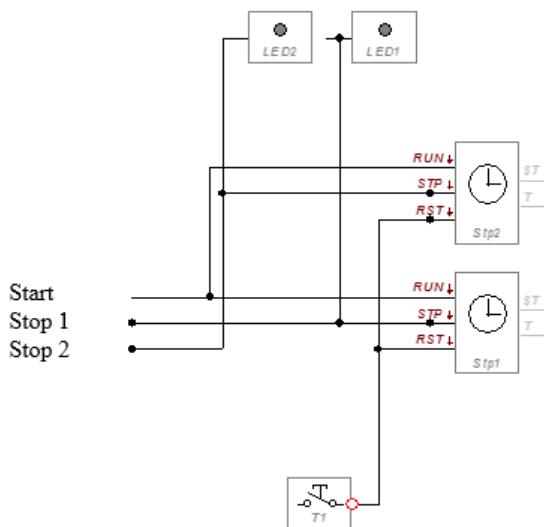 LED2 LED1
RUN↓ ST
STP↓ T
RST↓
Stp2
Start
Stop 1
Stop 2
RUN↓ ST
STP↓ T
RST↓
Stp1
T1